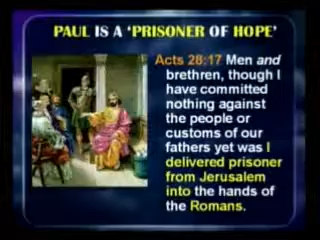 PAUL IS A ‘PRISONER OF HOPE’
Acts 28:17 Men and
brethren, though I
have committed
nothing against
the people or
customs of our
fathers yet was I
delivered prisoner
from Jerusalem
into the hands of
the Romans.